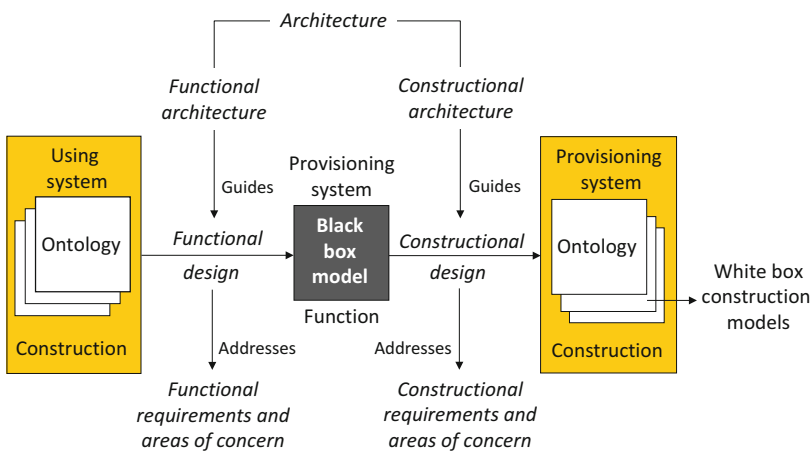 Architecture
Functional
architecture
Constructional
architecture
Using
system
Ontology
Construction
Guides
Functional
design
Addresses
Functional
requirements and
areas of concern
Provisioning
system
Black
box
model
Function
Guides
Constructional
design
Addresses
Constructional
requirements and
areas of concern
Provisioning
system
Ontology
Construction
White box
construction
models